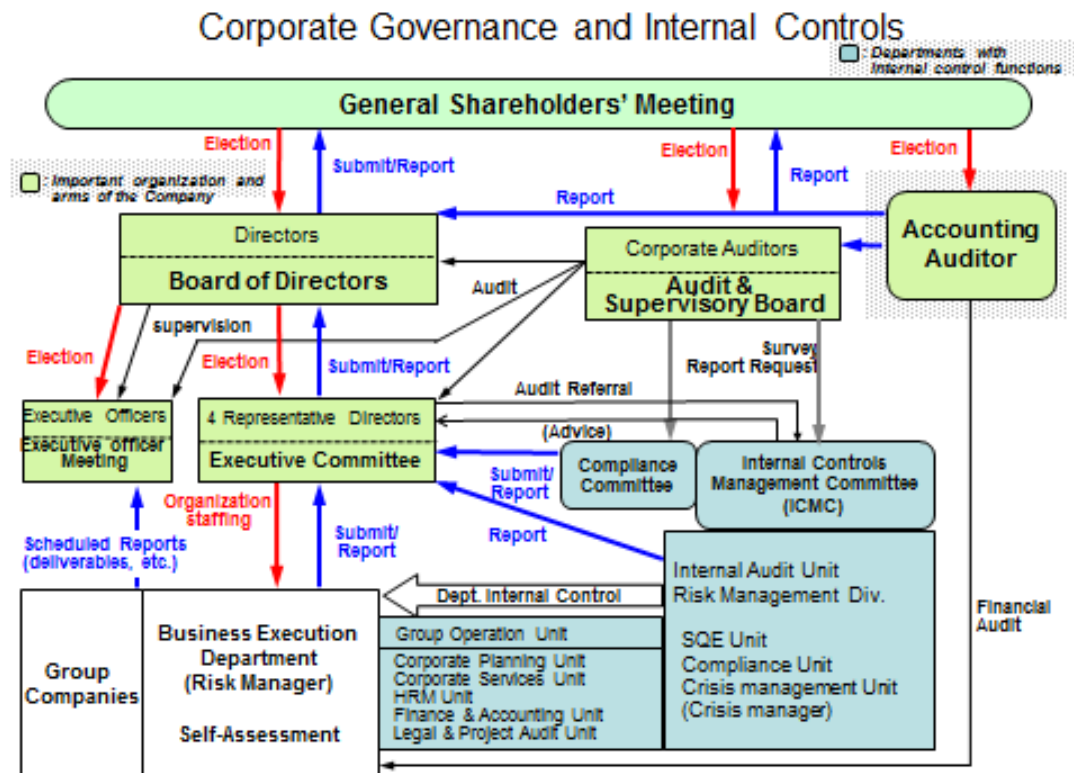 Corporate Governance and Internal Controls
: Departments with
Internal control functions
General Shareholders' Meeting
Election
Submit/Report
Election
Report
Election
: Important organization and
arms of the Company
Report
Directors
Board of Directors
Corporate Auditors
Audit &
Supervisory Board
Accounting
Auditor
Audit
supervision
Election
Election
Submit/Report
Survey
Report Request
Audit Referral
(Advice)
Executive Officers
Executive officer
Meeting
4 Representative Directors
Executive Committee
Compliance
Committee
Internal Controls
Management Committee
(ICMC)
Submit/
Report
Organization
staffing
Submit/
Report
Report
Scheduled Reports
(deliverables, etc.)
Internal Audit Unit
Risk Management Div.
SQE Unit
Compliance Unit
Crisis management Unit
(Crisis manager)
Dept. Internal Control
Financial
Audit
Group
Companies
Business Execution
Department
(Risk Manager)
Self-Assessment
Group Operation Unit
Corporate Planning Unit
Corporate Services Unit
HRM Unit
Finance & Accounting Unit
Legal & Project Audit Unit